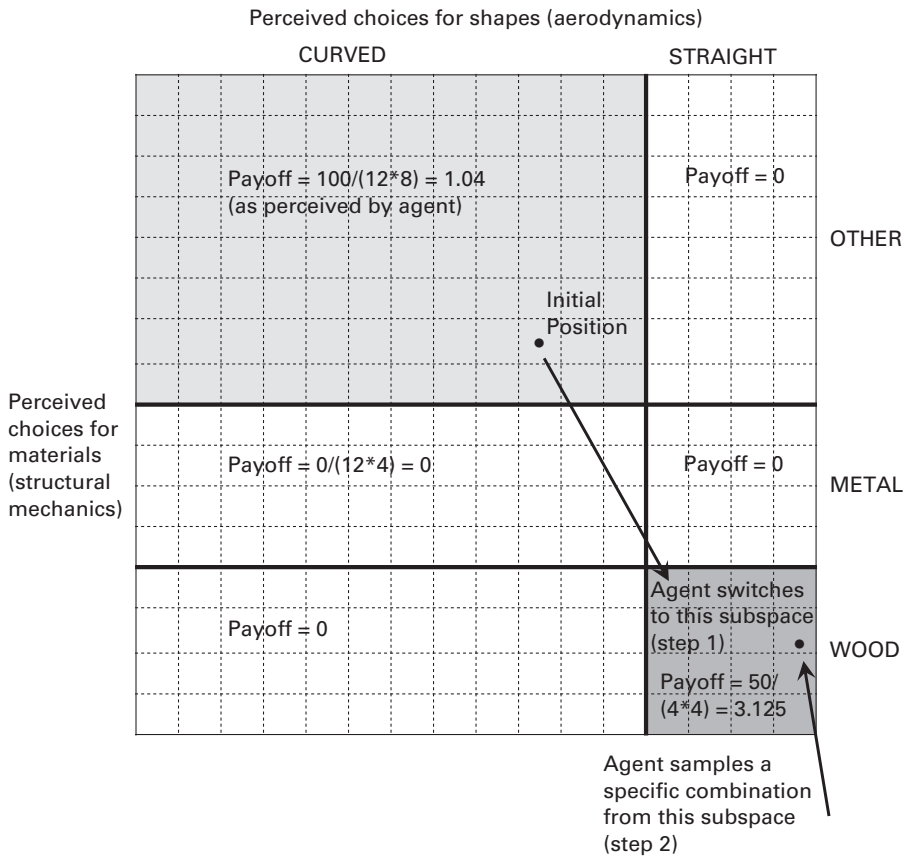 Perceived choices for shapes (aerodynamics)
CURVED
STRAIGHT
Payoff = 100/(12*8) = 1.04
(as perceived by agent)
Payoff = 0
OTHER
Initial
Position
Perceived
choices for
materials
(structural
mechanics)
Payoff = 0/(12*4) = 0
Payoff = 0
METAL
Payoff = 0
Agent switches
to this subspace
(step 1)
Payoff = 50/
(4*4) = 3.125
WOOD
Agent samples a
specific combination
from this subspace
(step 2)